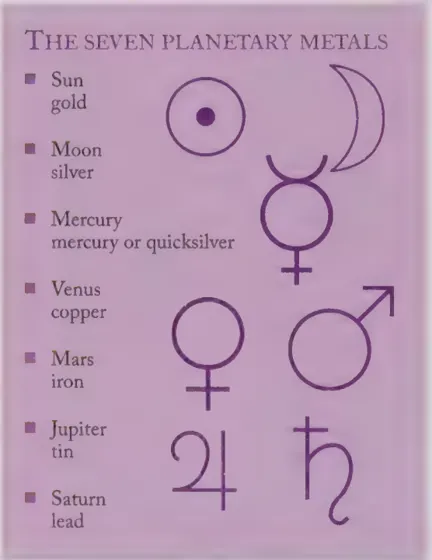 THE SEVEN PLANETARY METALS
Sun
gold
Moon
silver
Mercury
mercury or quicksilver
Venus
copper
Mars
iron
Jupiter
tin
Saturn
lead